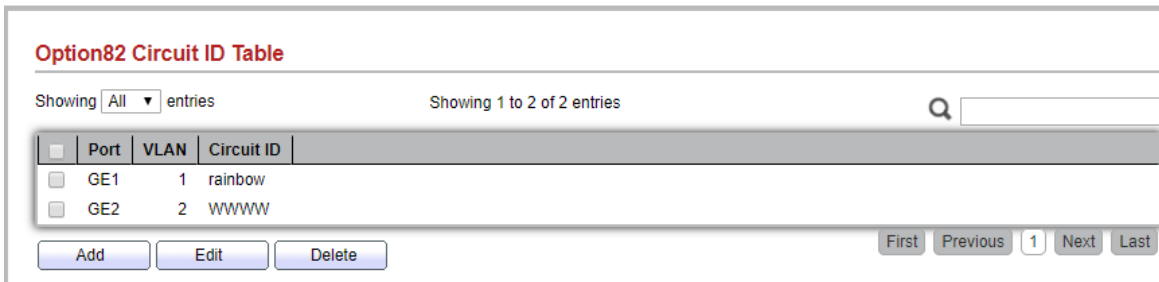 Option82 Circuit ID Table
Showing All entries Showing 1 to 2 of 2 entries
Port VLAN Circuit ID
GE1 1 rainbow
GE2 2 WWWW
Add Edit Delete First Previous 1 Next Last